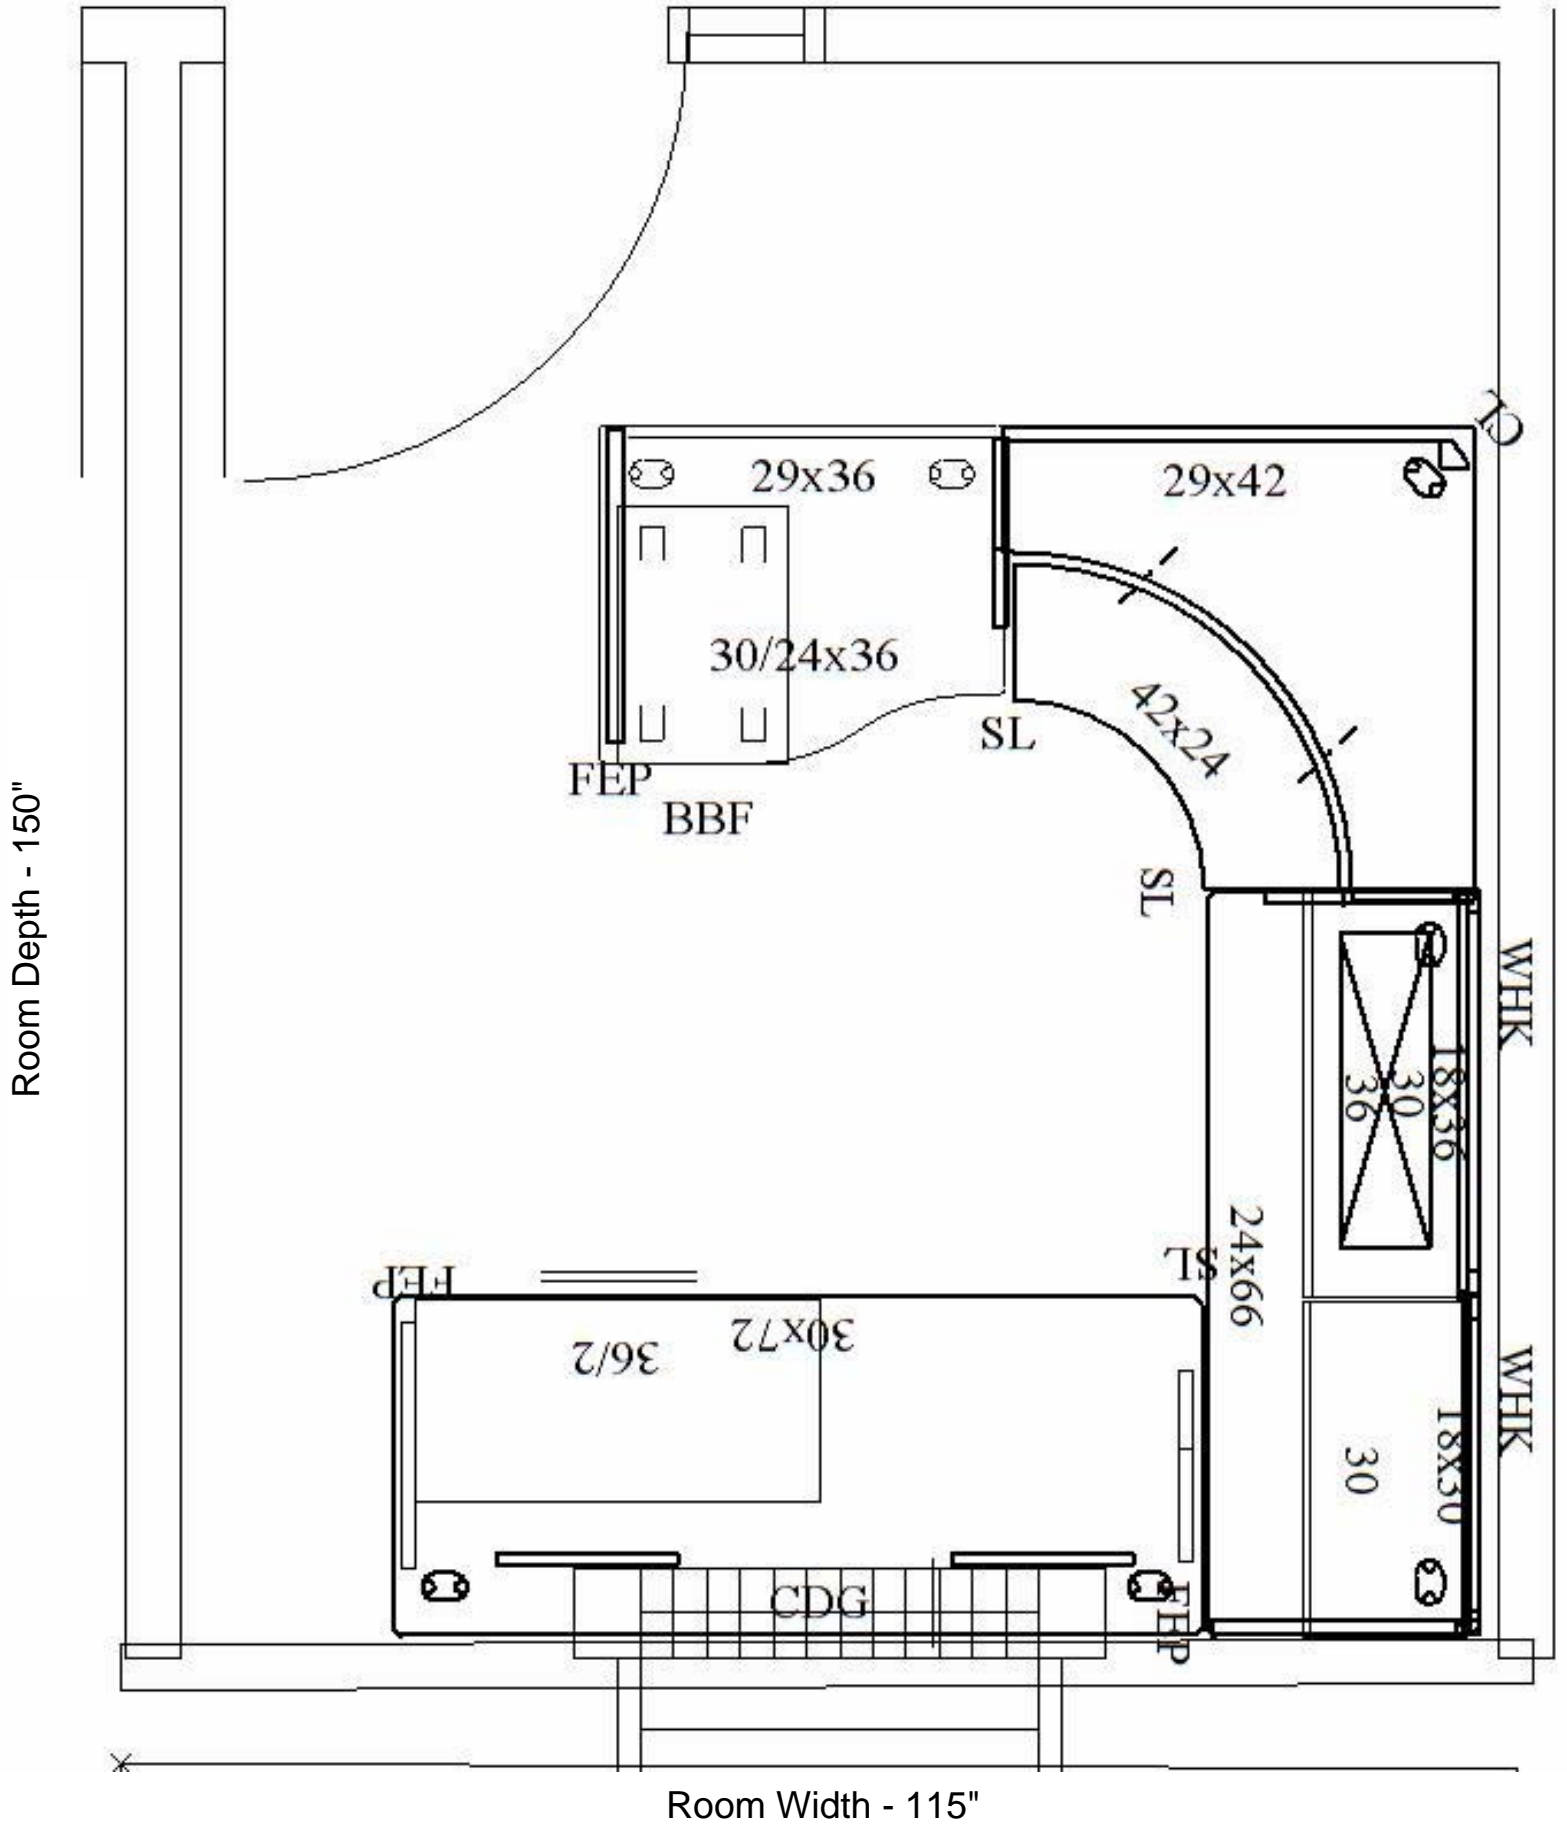 CL
29x36
29x42
30/24x36
42x24
SL
FEP
BBF
Room Depth - 150"
SL
WHK
18x36
30
36
24x66
SL
FEP
30x72
36/2
WHK
18x30
30
CDG
FEP
Room Width - 115"